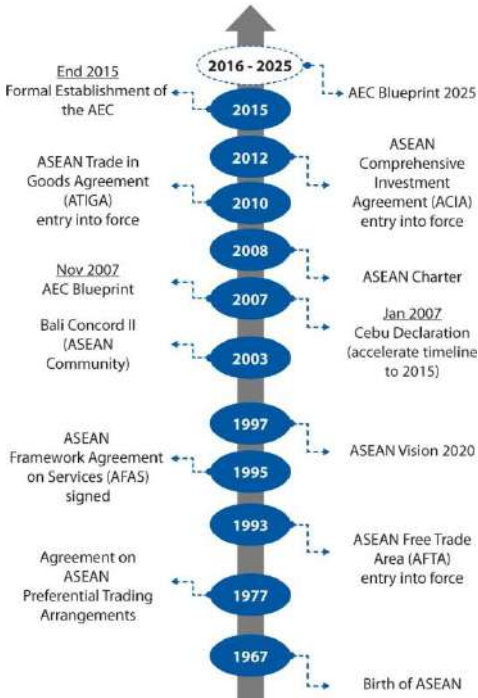 2016 - 2025
AEC Blueprint 2025
End 2015
Formal Establishment of
the AEC
2015
2012
ASEAN
Comprehensive
Investment
Agreement (ACIA)
entry into force
ASEAN Trade in
Goods Agreement
(ATIGA)
entry into force
2010
2008
ASEAN Charter
Nov 2007
AEC Blueprint
2007
Jan 2007
Cebu Declaration
(accelerate timeline
to 2015)
Bali Concord II
(ASEAN
Community)
2003
1997
ASEAN Vision 2020
ASEAN
Framework Agreement
on Services (AFAS)
signed
1995
1993
ASEAN Free Trade
Area (AFTA)
entry into force
Agreement on
ASEAN
Preferential Trading
Arrangements
1977
1967
Birth of ASEAN